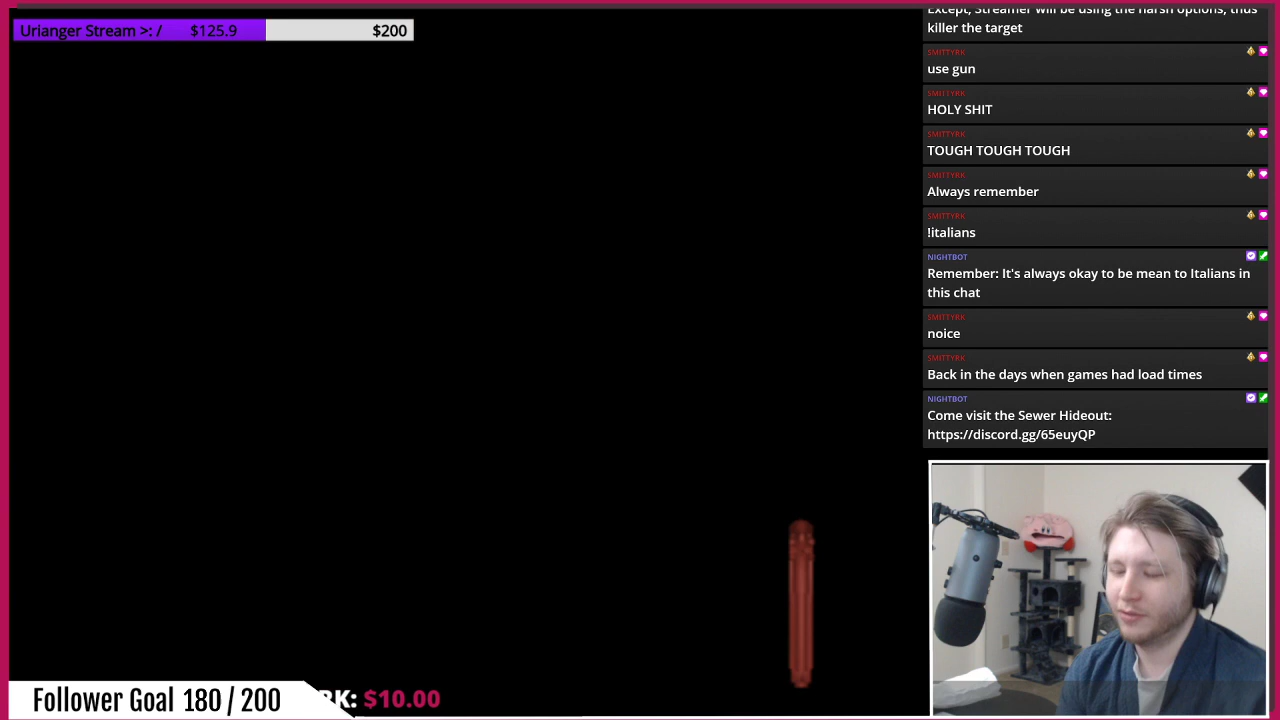 Urianger Stream >: / $125.9 $200
Except, Streamer will be using the harsh options, thus
killer the target
SMITTYRK
use gun
SMITTYRK
HOLY SHIT
SMITTYRK
TOUGH TOUGH TOUGH
SMITTYRK
Always remember
SMITTYRK
!italians
NIGHTBOT
Remember: It's always okay to be mean to Italians in
this chat
SMITTYRK
noice
SMITTYRK
Back in the days when games had load times
NIGHTBOT
Come visit the Sewer Hideout:
https://discord.gg/65euyQP
Follower Goal 180 / 200
RK: $10.00